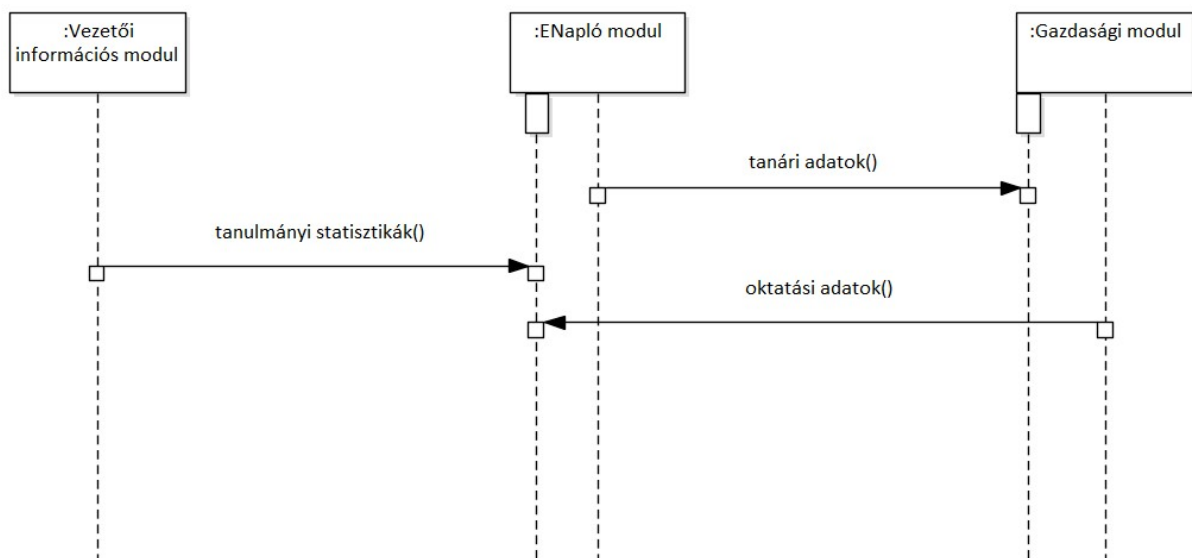 :Vezetői
információs modul
:ENapló modul
:Gazdasági modul
tanári adatok()
tanulmányi statisztikák()
oktatási adatok()